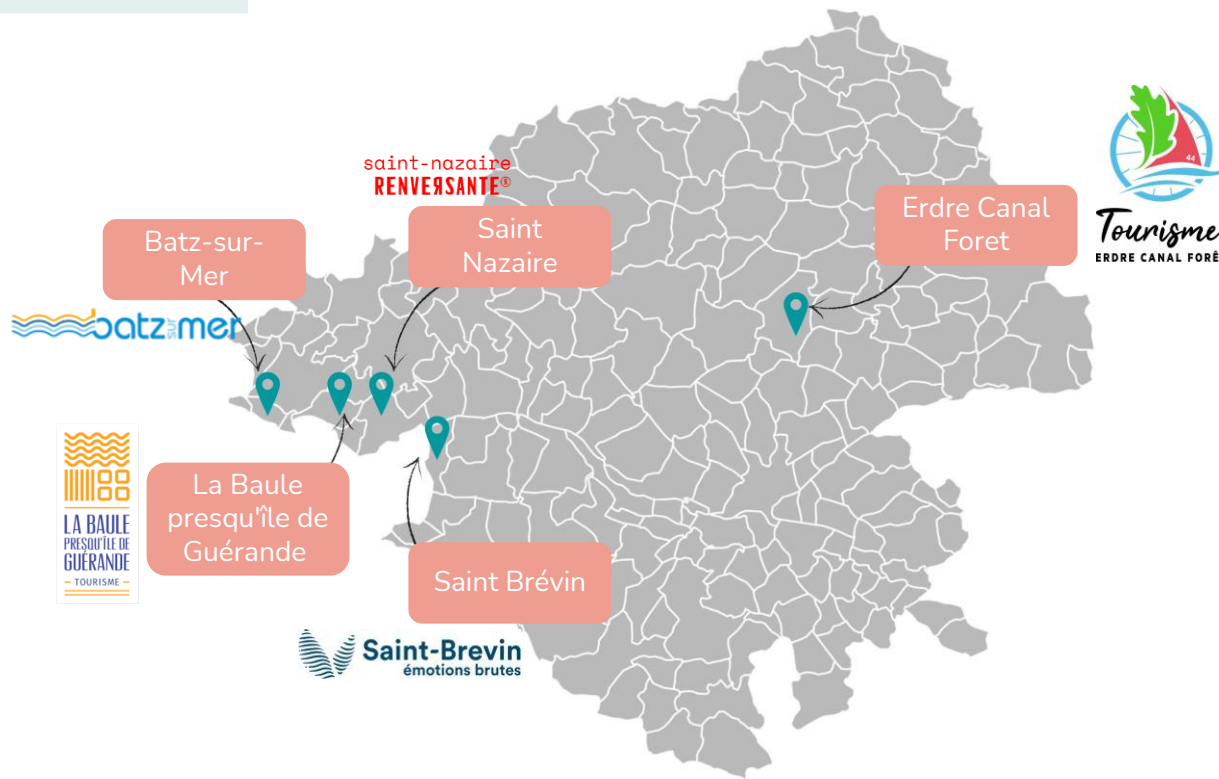 saint-nazaire
RENVERSANTE®
Batz-sur-
Mer
Saint
Nazaire
Erdre Canal
Foret
44
Tourisme
ERDRE CANAL FORÊ
batz sur mer
LA BAULE
PRESQU'ÎLE DE
GUÉRANDE
– TOURISME –
La Baule
presqu'île de
Guérande
Saint Brévin
Saint-Brevin
émotions brutes